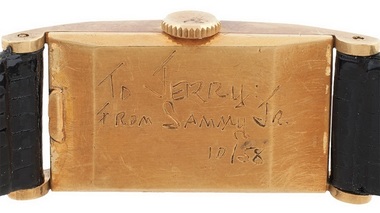 To JERRY:
FROM SAMMY JR.
10/58